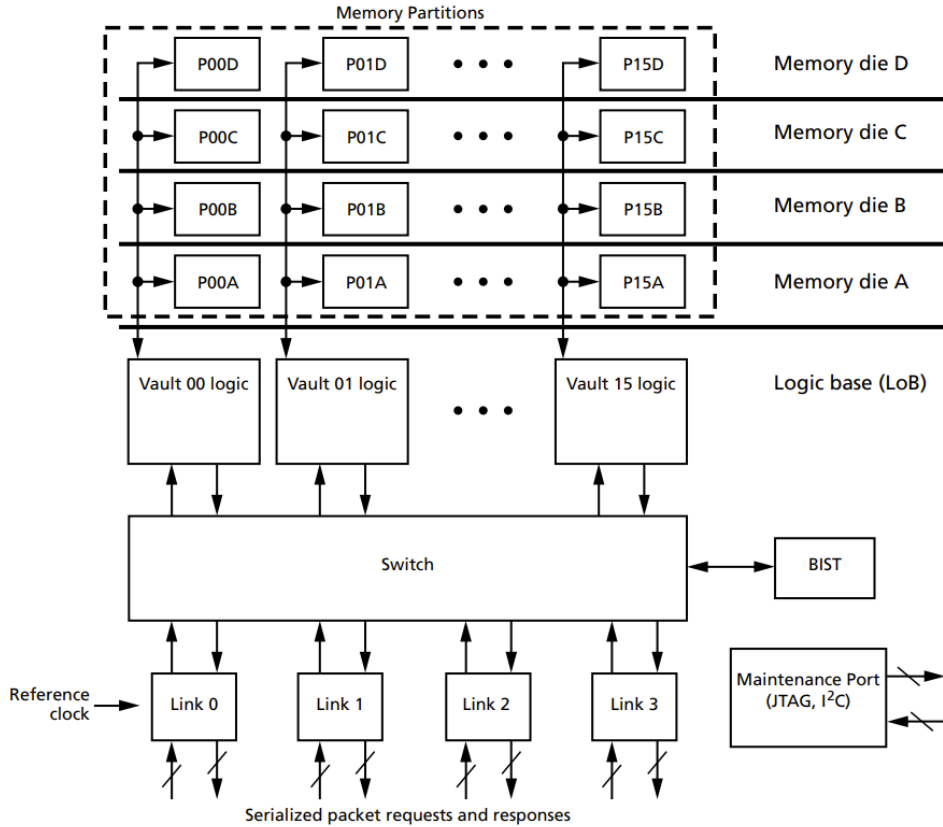 Memory Partitions
P00D P01D P15D Memory die D
P00C P01C P15C Memory die C
P00B P01B P15B Memory die B
P00A P01A P15A Memory die A
Vault 00 logic Vault 01 logic Vault 15 logic Logic base (LoB)
Switch BIST
Reference
clock
Link 0 Link 1 Link 2 Link 3
Maintenance Port
(JTAG, I²C)
Serialized packet requests and responses